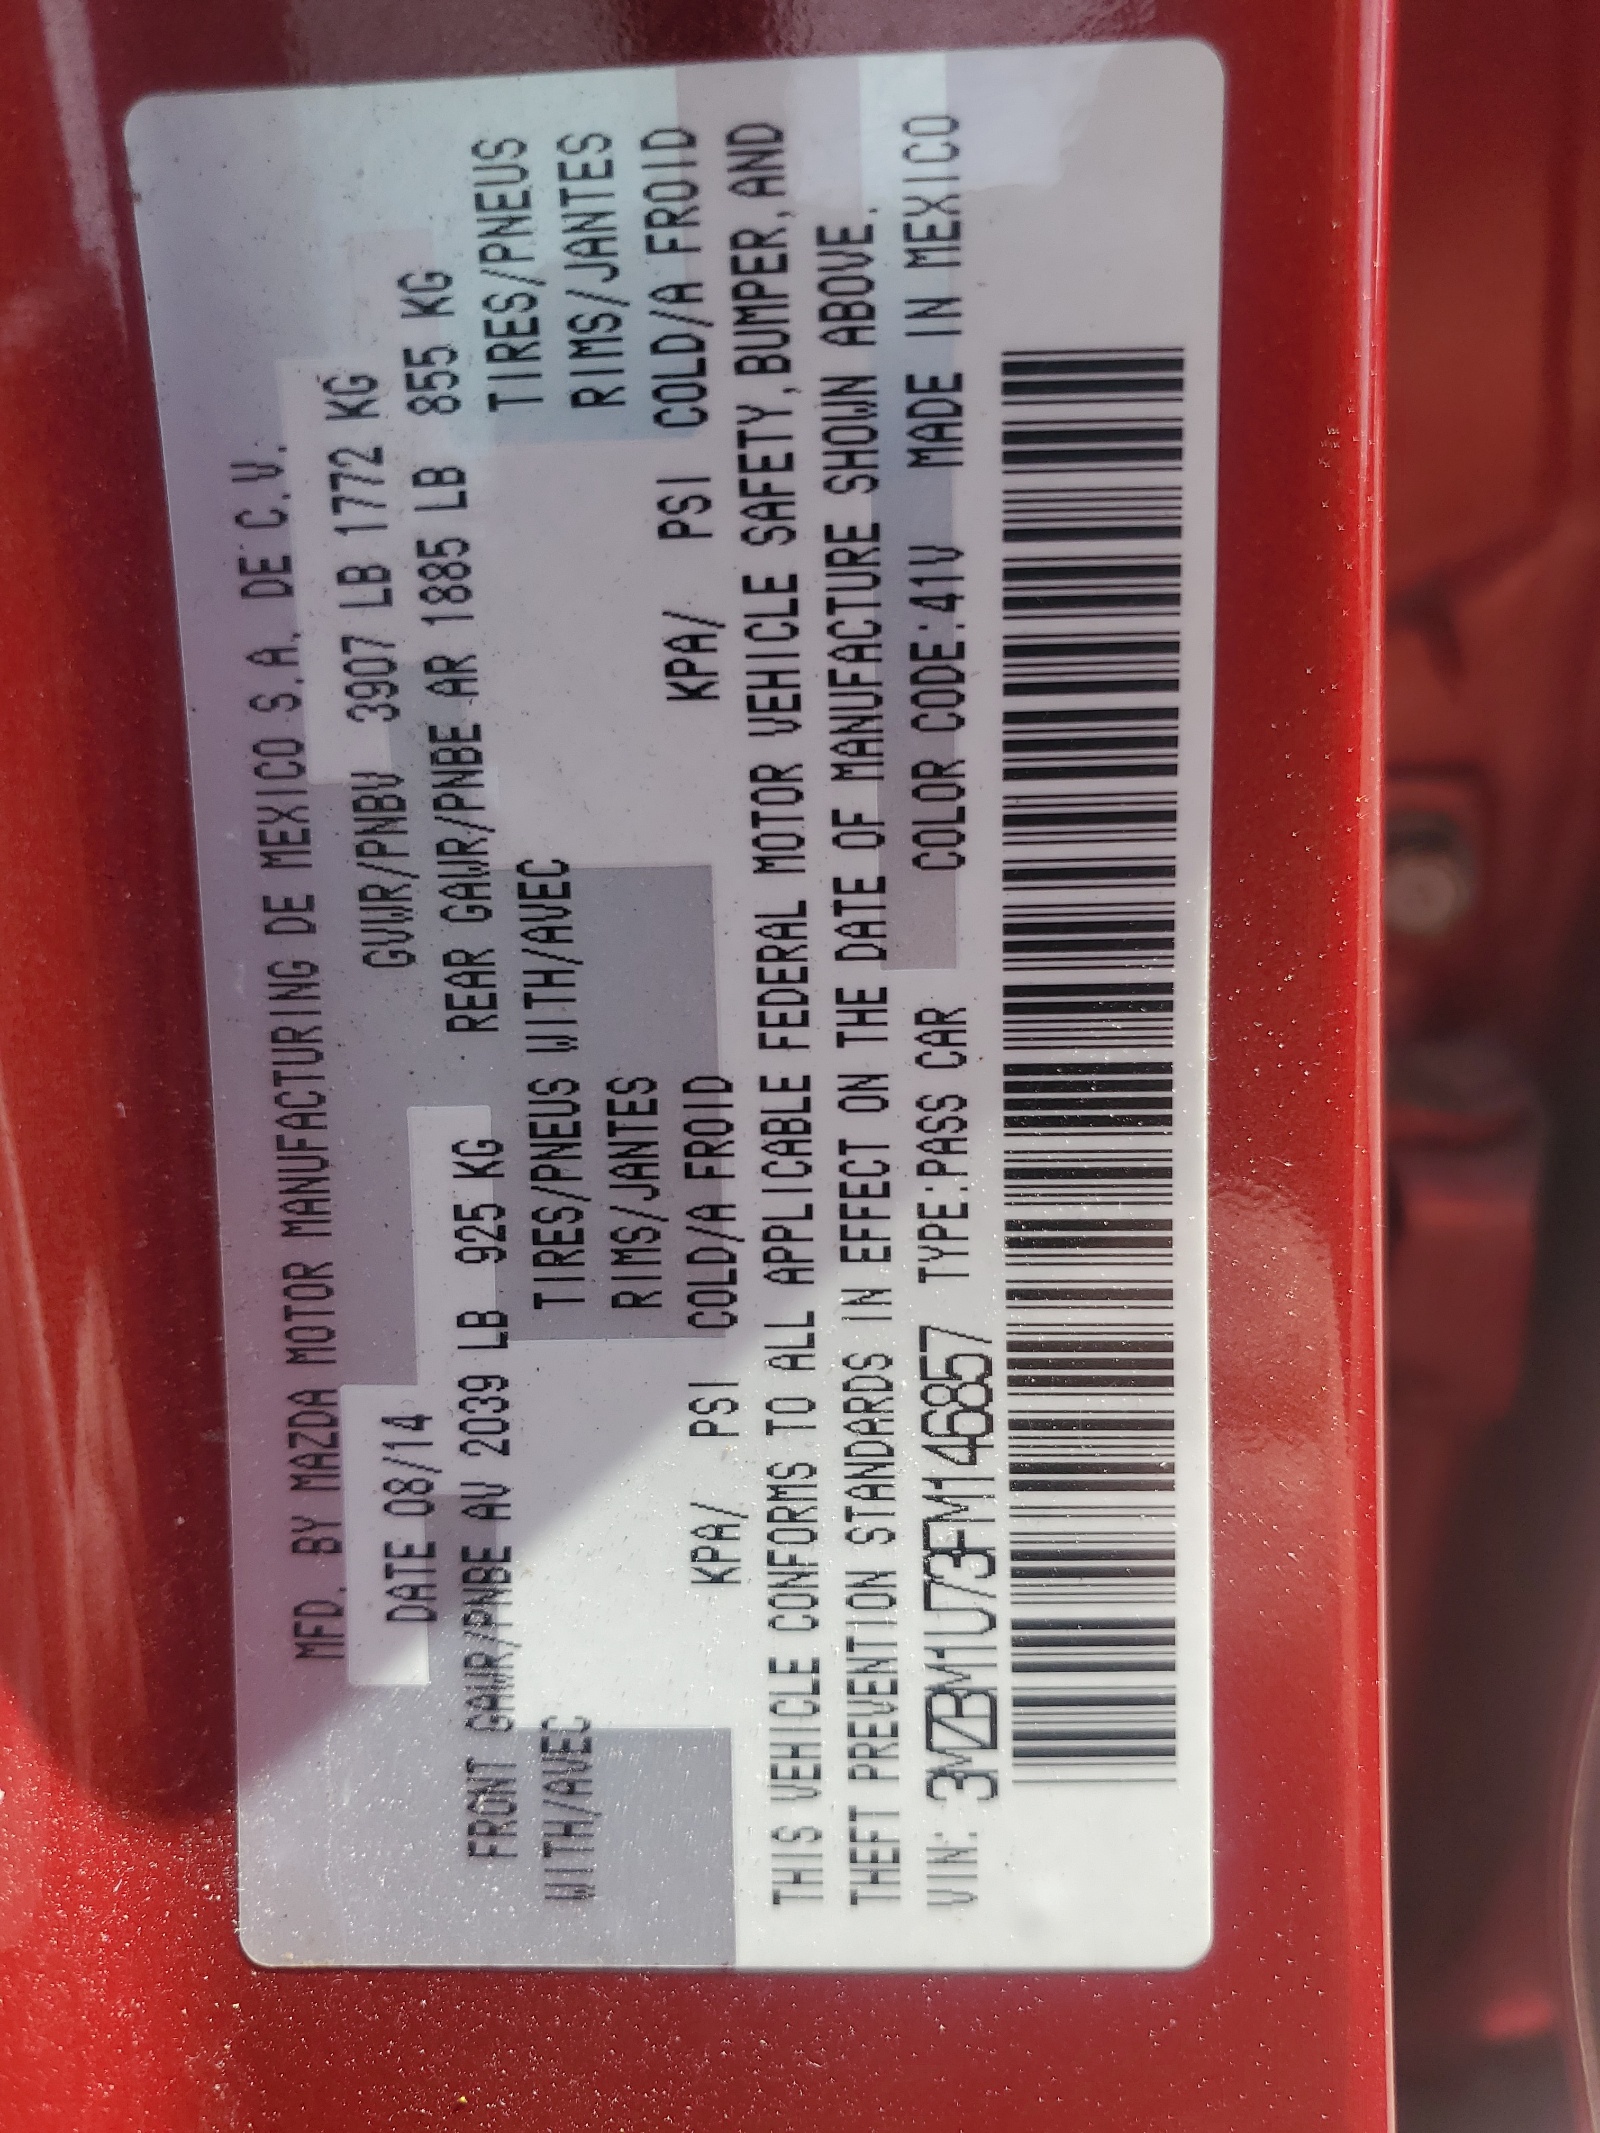 MFD. BY MAZDA MOTOR MANUFACTURING DE MEXICO S.A. DE C.V.
DATE 08/14 GVWR/PNBV 3907 LB 1772 KG
FRONT GAWR/PNBE AV 2039 LB 925 KG REAR GAWR/PNBE AR 1885 LB 855 KG
WITH/AVEC TIRES/PNEUS WITH/AVEC TIRES/PNEUS
RIMS/JANTES RIMS/JANTES
KPA/ PSI COLD/A FROID KPA/ PSI COLD/A FROID
THIS VEHICLE CONFORMS TO ALL APPLICABLE FEDERAL MOTOR VEHICLE SAFETY, BUMPER, AND
THEFT PREVENTION STANDARDS IN EFFECT ON THE DATE OF MANUFACTURE SHOWN ABOVE.
VIN: 3MZBM1U73FM146857 TYPE:PASS CAR COLOR CODE:41V MADE IN MEXICO